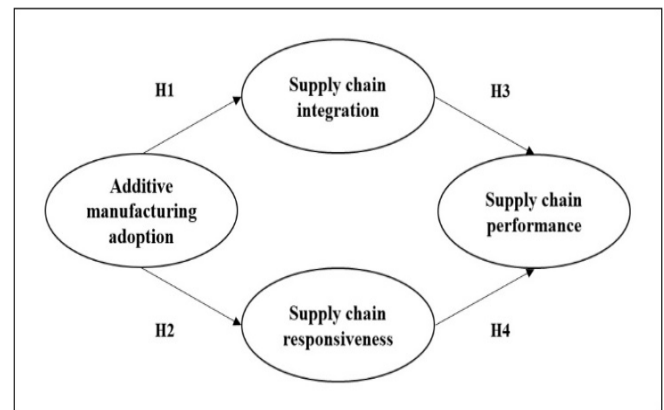 Supply chain
integration
H1
H3
Additive
manufacturing
adoption
Supply chain
performance
H2
Supply chain
responsiveness
H4